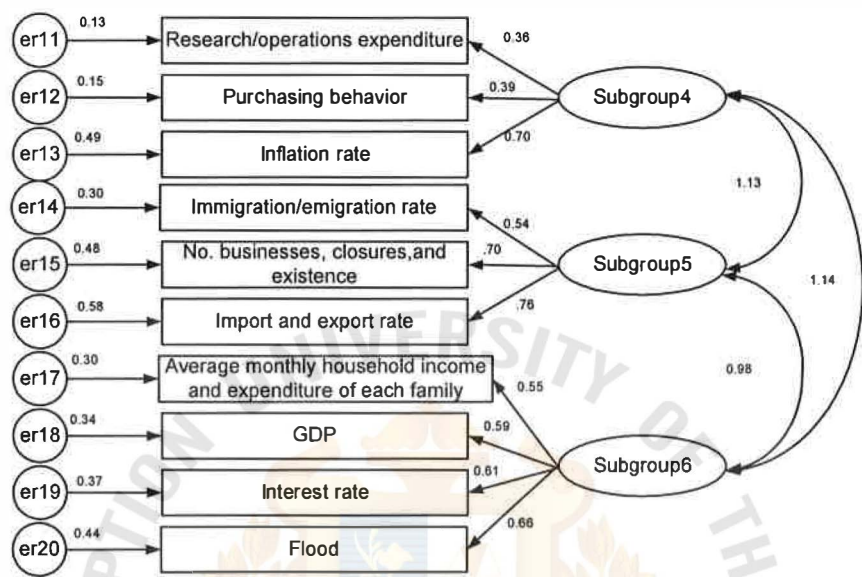 er11 0.13 Research/operations expenditure 0.36
er12 0.15 Purchasing behavior 0.39 Subgroup4
er13 0.49 Inflation rate 0.70
er14 0.30 Immigration/emigration rate 0.54 1.13
er15 0.48 No. businesses, closures,and
existence .70 Subgroup5
er16 0.58 Import and export rate .76 1.14
er17 0.30 Average monthly household income
and expenditure of each family 0.55 0.98
er18 0.34 GDP 0.59
er19 0.37 Interest rate 0.61 Subgroup6
er20 0.44 Flood 0.66
UNIVERSITY OF TH